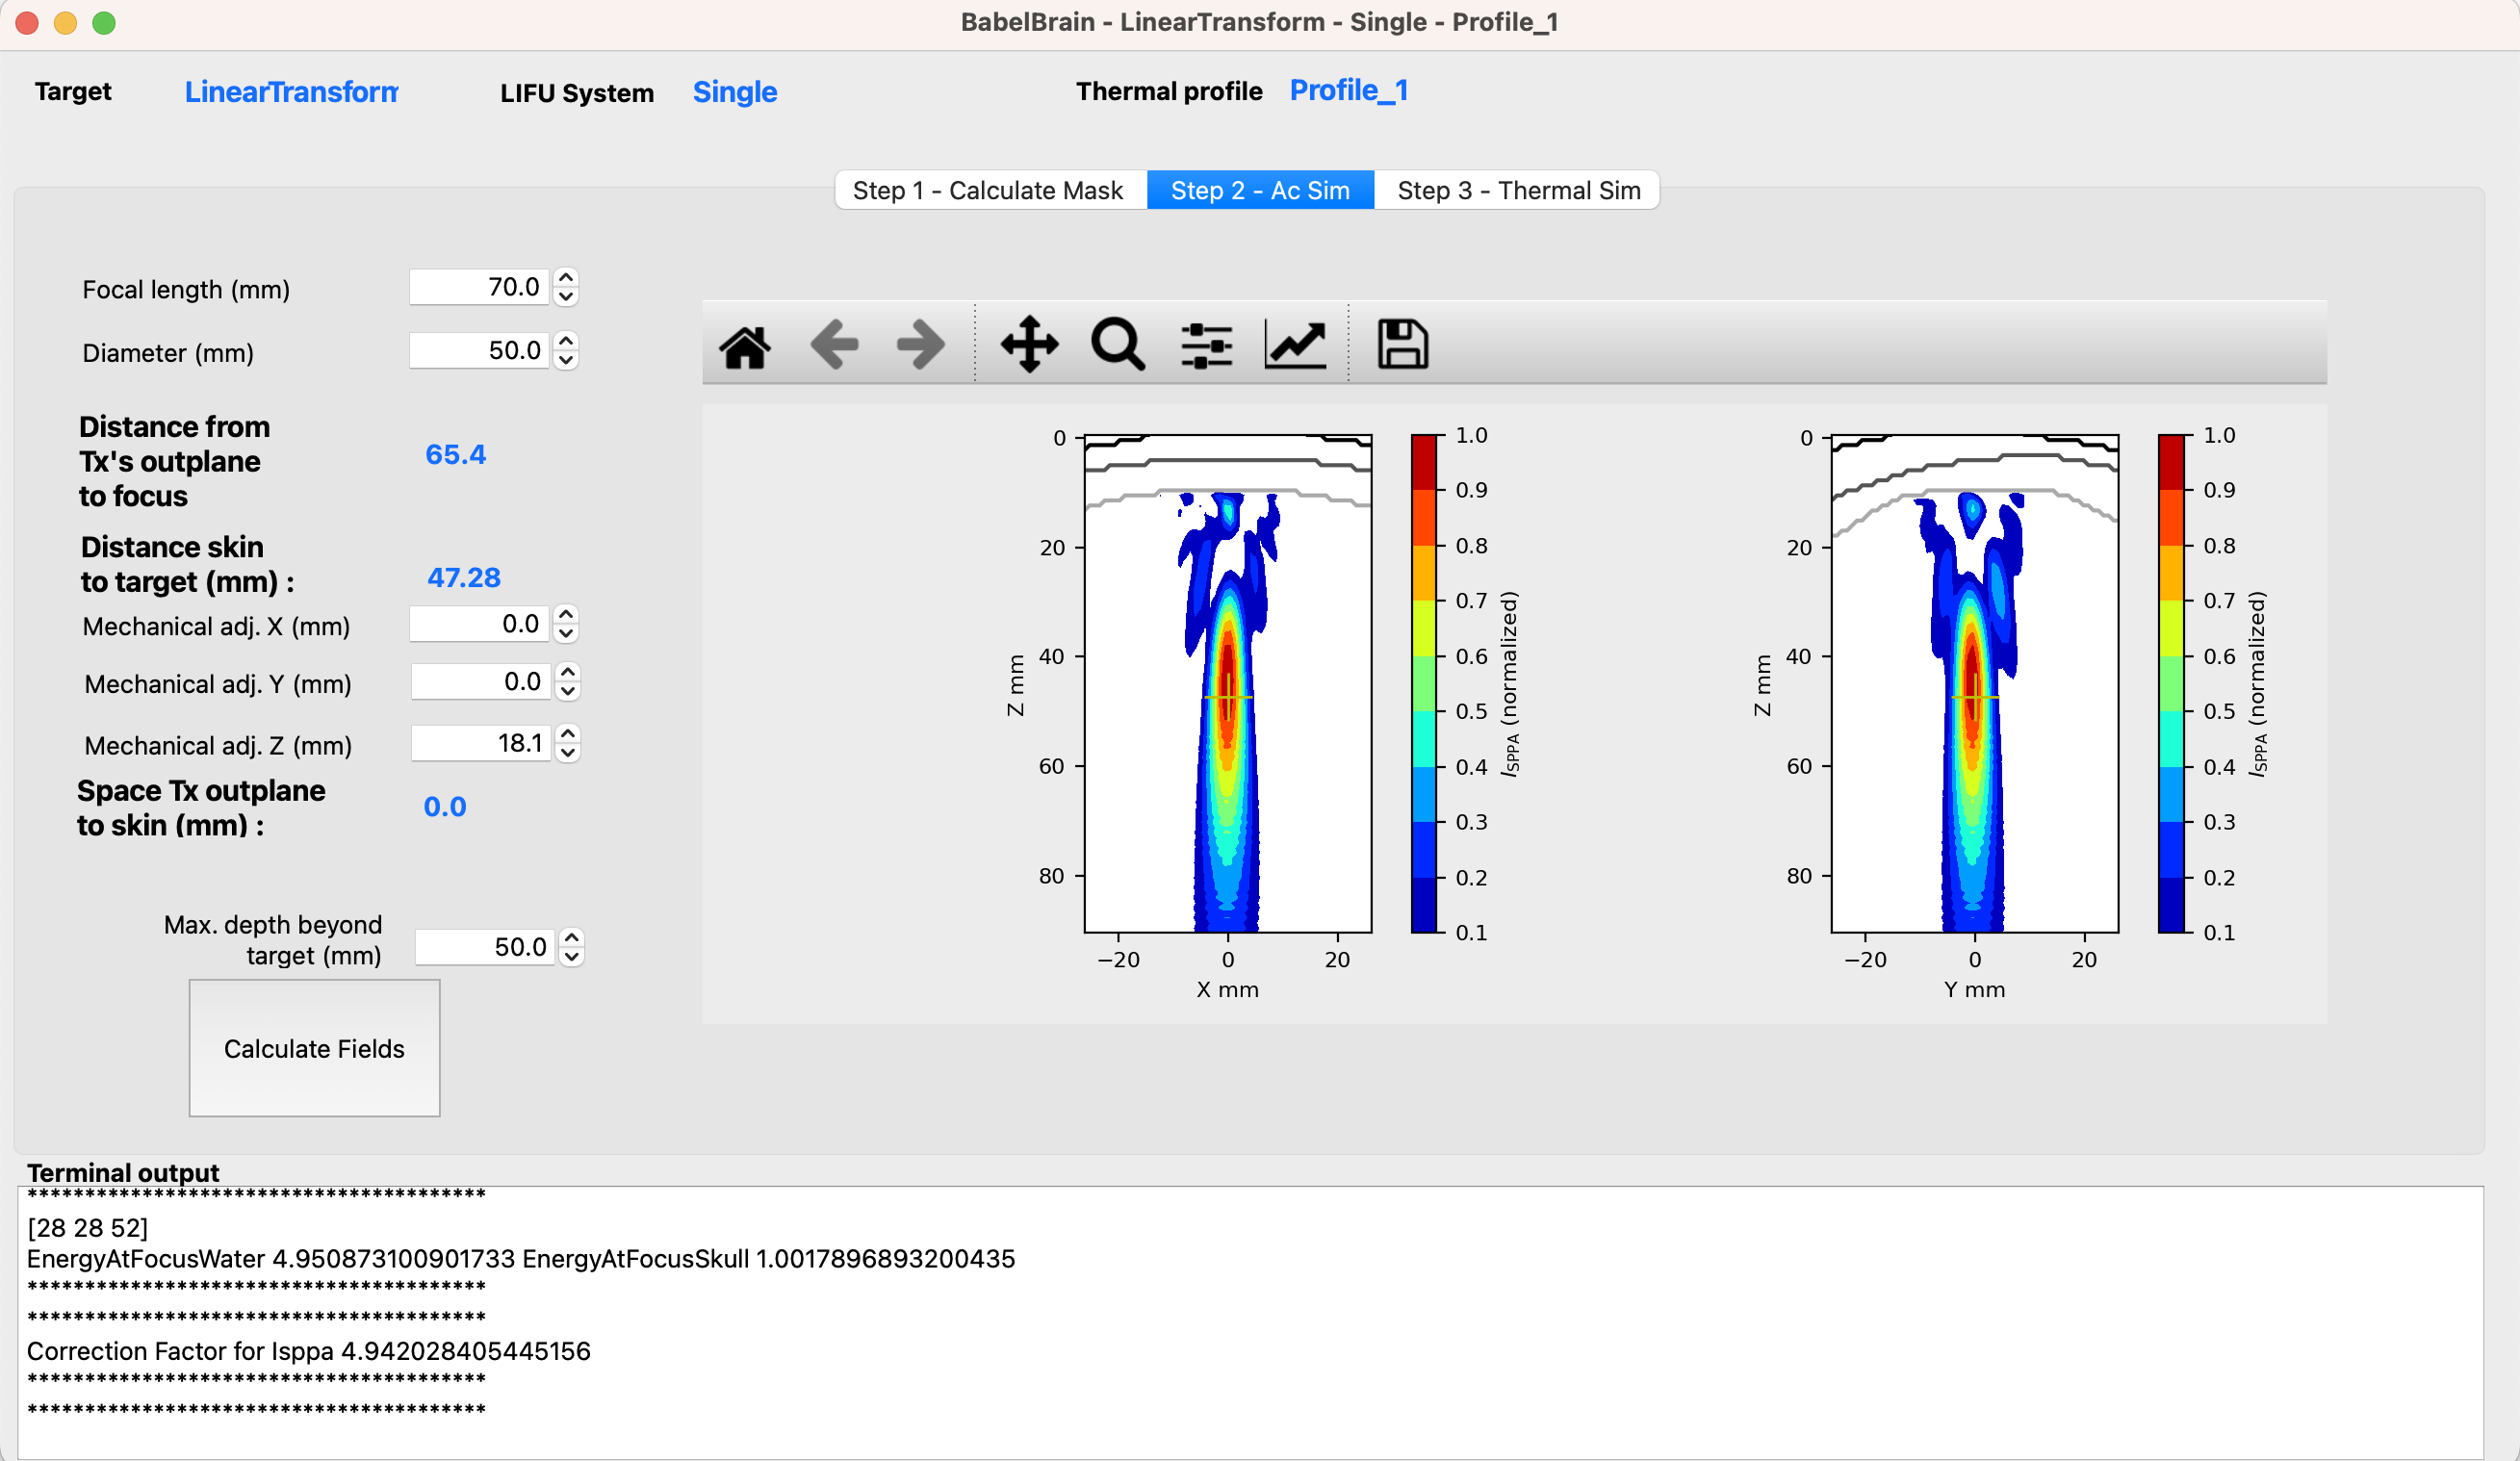 BabelBrain - LinearTransform - Single - Profile_1
Target LinearTransform LIFU System Single Thermal profile Profile_1
Step 1 - Calculate Mask Step 2 - Ac Sim Step 3 - Thermal Sim
Focal length (mm) 70.0
Diameter (mm) 50.0
Distance from
Tx's outplane
to focus
65.4
Distance skin
to target (mm) :
47.28
Mechanical adj. X (mm) 0.0
Mechanical adj. Y (mm) 0.0
Mechanical adj. Z (mm) 18.1
Space Tx outplane
to skin (mm) :
0.0
Max. depth beyond
target (mm)
50.0
Calculate Fields
0
20
40
60
80
Z mm
−20 0 20
X mm
1.0
0.9
0.8
0.7
0.6
0.5
0.4
0.3
0.2
0.1
ISPPA (normalized)
0
20
40
60
80
Z mm
−20 0 20
Y mm
1.0
0.9
0.8
0.7
0.6
0.5
0.4
0.3
0.2
0.1
ISPPA (normalized)
Terminal output
****************************************
[28 28 52]
EnergyAtFocusWater 4.950873100901733 EnergyAtFocusSkull 1.0017896893200435
****************************************
****************************************
Correction Factor for Isppa 4.942028405445156
****************************************
****************************************